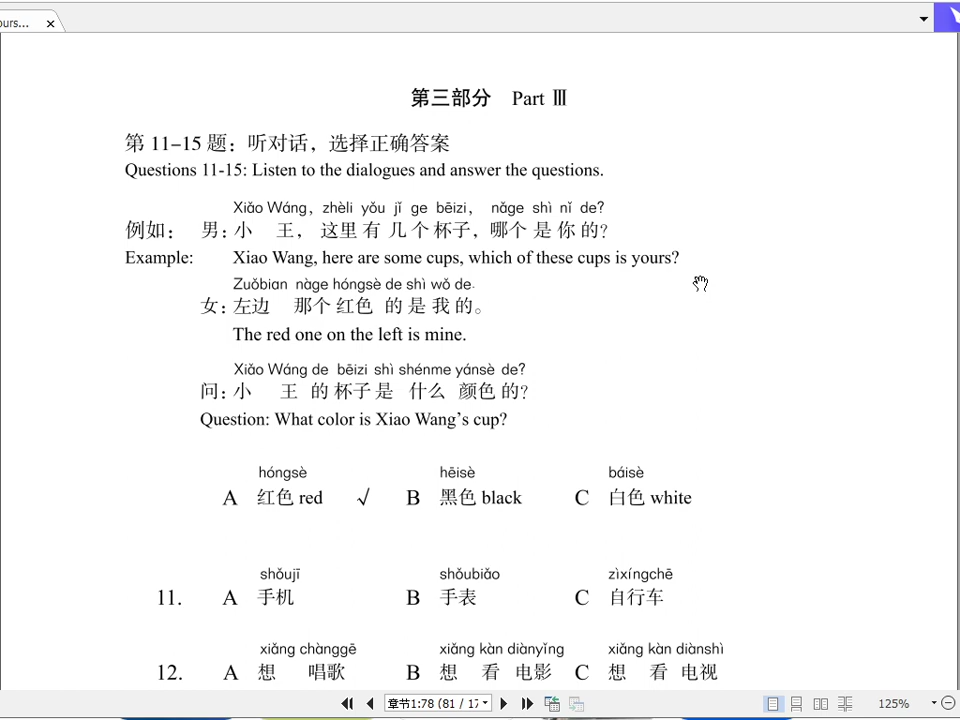 ours...
第三部分 Part Ⅲ
第 11–15 题：听对话，选择正确答案
Questions 11-15: Listen to the dialogues and answer the questions.
Xiǎo Wáng, zhèli yǒu jǐ ge bēizi, nǎge shì nǐ de?
例如： 男：小 王， 这里 有 几 个 杯子，哪个 是 你 的？
Example: Xiao Wang, here are some cups, which of these cups is yours?
Zuǒbian nàge hóngsè de shì wǒ de.
女：左边 那个 红色 的 是 我 的。
The red one on the left is mine.
Xiǎo Wáng de bēizi shì shénme yánsè de?
问：小 王 的 杯子 是 什么 颜色 的？
Question: What color is Xiao Wang's cup?
hóngsè hēisè báisè
A 红色 red √ B 黑色 black C 白色 white
shǒujī shǒubiǎo zìxíngchē
11. A 手机 B 手表 C 自行车
xiǎng chànggē xiǎng kàn diànyǐng xiǎng kàn diànshì
12. A 想 唱歌 B 想 看 电影 C 想 看 电视
章节1:78 (81 / 17 125%